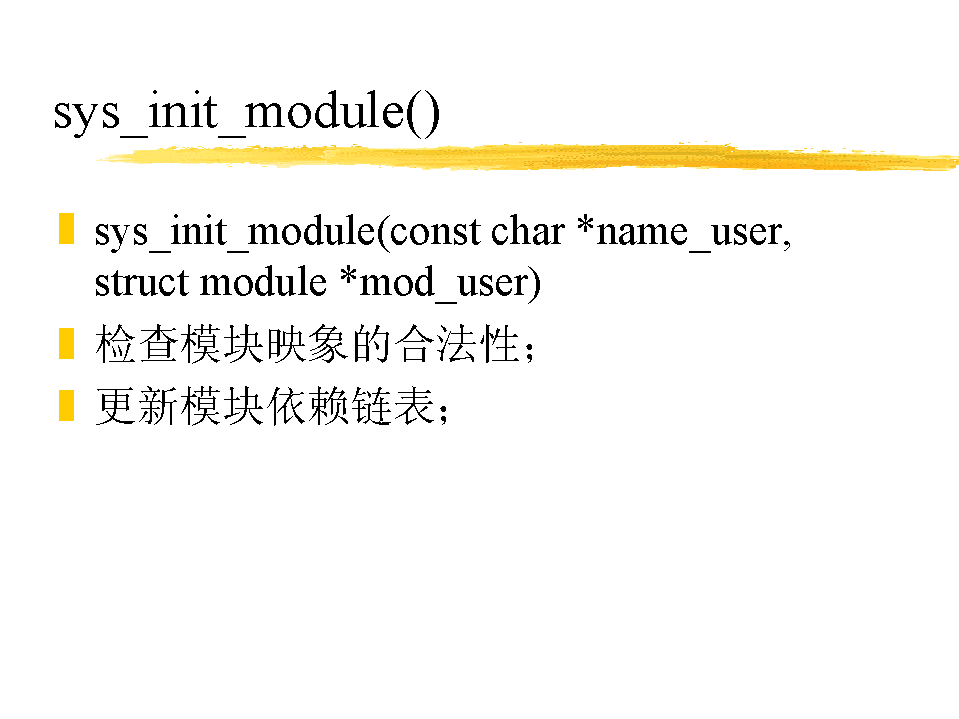 sys_init_module()
sys_init_module(const char *name_user,
struct module *mod_user)
检查模块映象的合法性；
更新模块依赖链表；